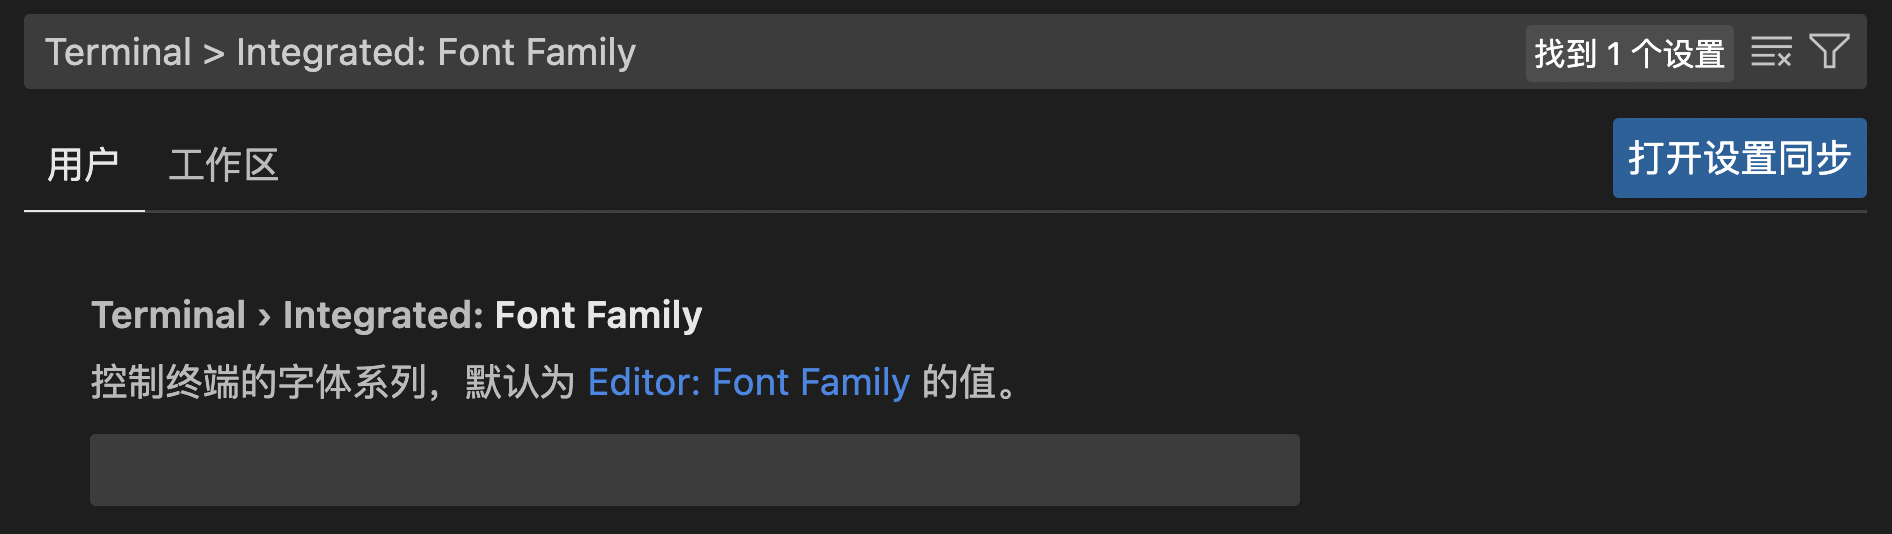 Terminal > Integrated: Font Family
找到 1 个设置
用户
工作区
打开设置同步
Terminal › Integrated: Font Family
控制终端的字体系列，默认为 Editor: Font Family 的值。